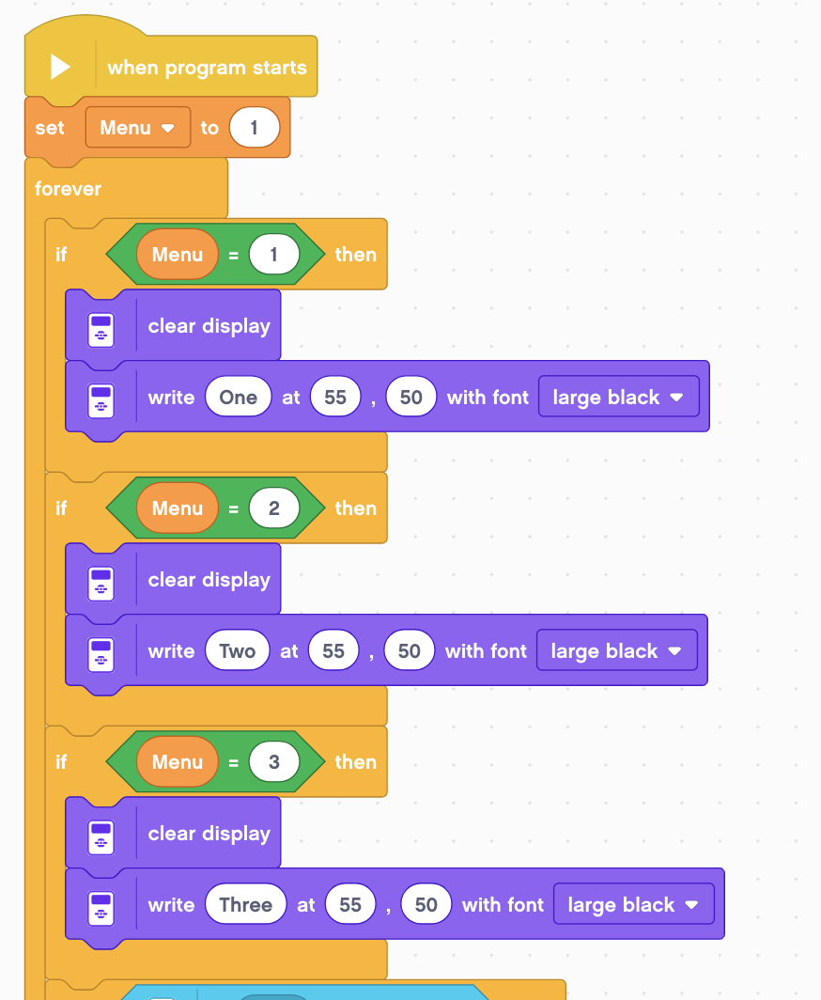 when program starts
set Menu to 1
forever
if Menu = 1 then
clear display
write One at 55 , 50 with font large black
if Menu = 2 then
clear display
write Two at 55 , 50 with font large black
if Menu = 3 then
clear display
write Three at 55 , 50 with font large black